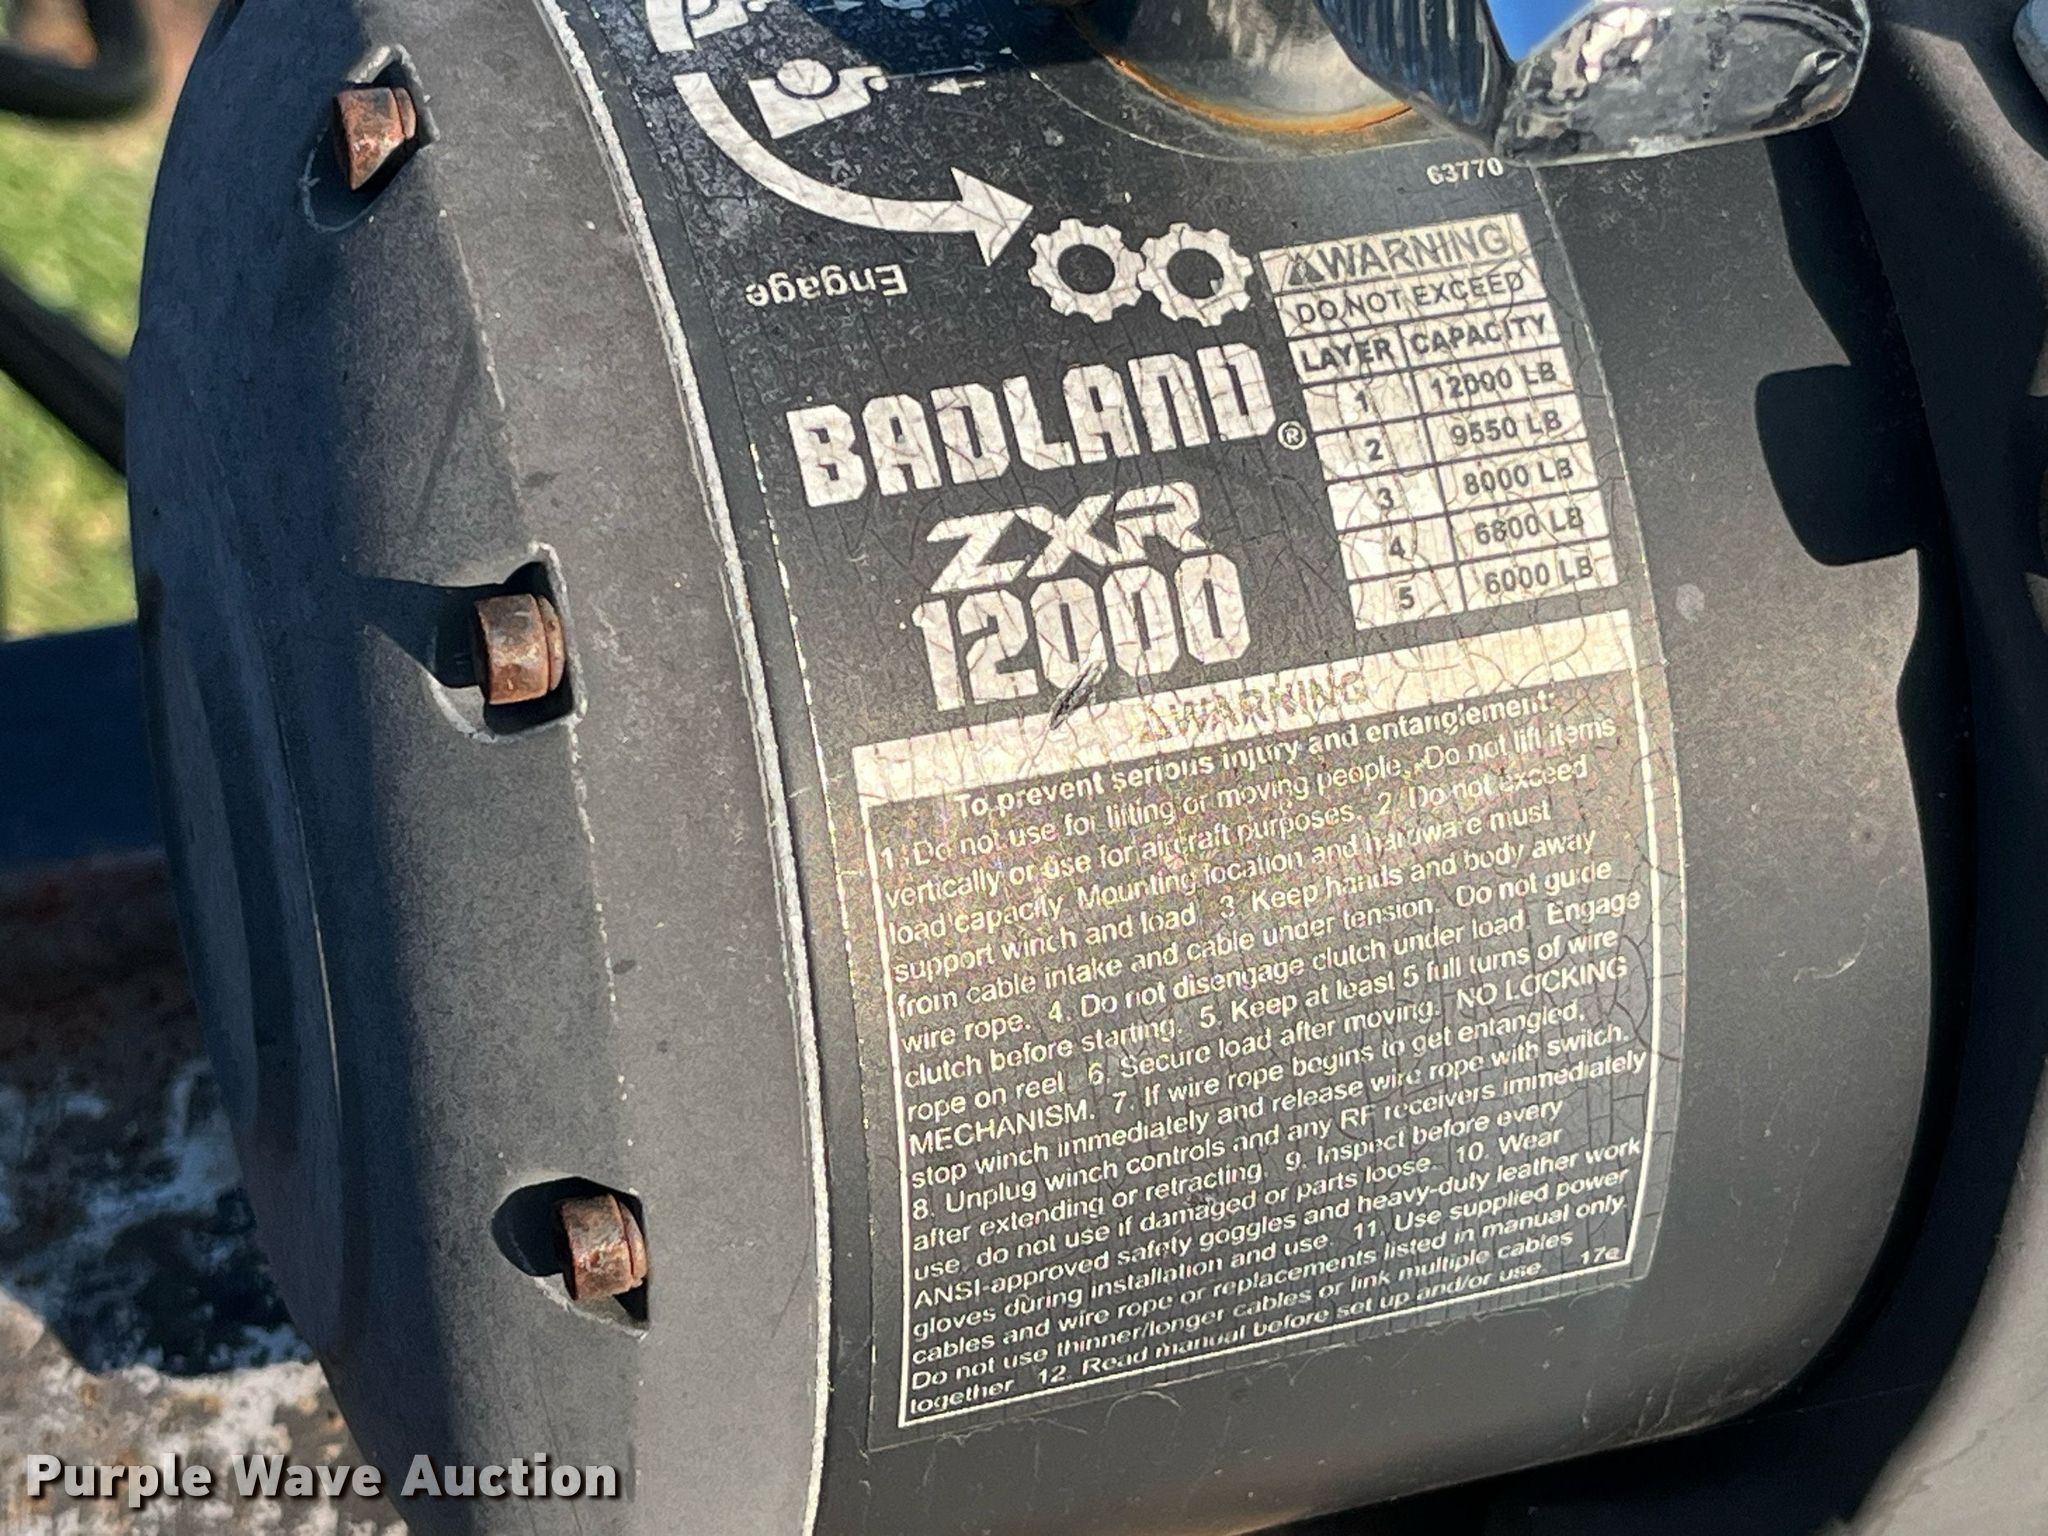 63770
Engage
BADLAND®
ZXR
12000
WARNING
DO NOT EXCEED
LAYER CAPACITY
1 12000 LB
2 9550 LB
3 8000 LB
4 6600 LB
5 6000 LB
WARNING
To prevent serious injury and entanglement:
1. Do not use for lifting or moving people. Do not lift items
vertically or use for aircraft purposes. 2. Do not exceed
load capacity. Mounting location and hardware must
support winch and load. 3. Keep hands and body away
from cable intake and cable under tension. Do not guide
wire rope. 4. Do not disengage clutch under load. Engage
clutch before starting. 5. Keep at least 5 full turns of wire
rope on reel. 6. Secure load after moving. NO LOCKING
MECHANISM. 7. If wire rope begins to get entangled,
stop winch immediately and release wire rope with switch.
8. Unplug winch controls and any RF receivers immediately
after extending or retracting. 9. Inspect before every
use, do not use if damaged or parts loose. 10. Wear
ANSI-approved safety goggles and heavy-duty leather work
gloves during installation and use. 11. Use supplied power
cables and wire rope or replacements listed in manual only.
Do not use thinner/longer cables or link multiple cables
together. 12. Read manual before set up and/or use. 17e
Purple Wave Auction